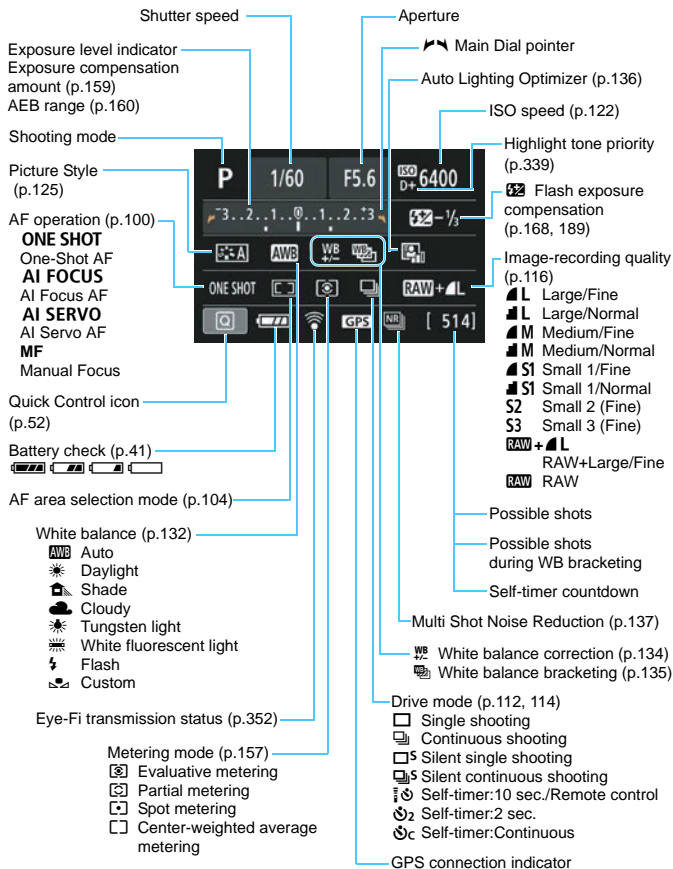 Shutter speed
Aperture
Exposure level indicator
Exposure compensation
amount (p.159)
AEB range (p.160)
Main Dial pointer
Auto Lighting Optimizer (p.136)
ISO speed (p.122)
Shooting mode
Highlight tone priority
(p.339)
Picture Style
(p.125)
Flash exposure
compensation
(p.168, 189)
P 1/60 F5.6 ISO D+ 6400
-3..2..1..0..1..2..+3 -1/3
A AWB WB +/- WB
ONE SHOT RAW+L
Q GPS NR [ 514]
AF operation (p.100)
ONE SHOT
One-Shot AF
AI FOCUS
AI Focus AF
AI SERVO
AI Servo AF
MF
Manual Focus
Image-recording quality
(p.116)
L Large/Fine
L Large/Normal
M Medium/Fine
M Medium/Normal
S1 Small 1/Fine
S1 Small 1/Normal
S2 Small 2 (Fine)
S3 Small 3 (Fine)
RAW+L
RAW+Large/Fine
RAW RAW
Quick Control icon
(p.52)
Battery check (p.41)
AF area selection mode (p.104)
Possible shots
Possible shots
during WB bracketing
Self-timer countdown
White balance (p.132)
AWB Auto
Daylight
Shade
Cloudy
Tungsten light
White fluorescent light
Flash
Custom
Multi Shot Noise Reduction (p.137)
WB +/- White balance correction (p.134)
WB White balance bracketing (p.135)
Eye-Fi transmission status (p.352)
Drive mode (p.112, 114)
Single shooting
Continuous shooting
S Silent single shooting
S Silent continuous shooting
Self-timer:10 sec./Remote control
2 Self-timer:2 sec.
C Self-timer:Continuous
Metering mode (p.157)
Evaluative metering
Partial metering
Spot metering
Center-weighted average
metering
GPS connection indicator